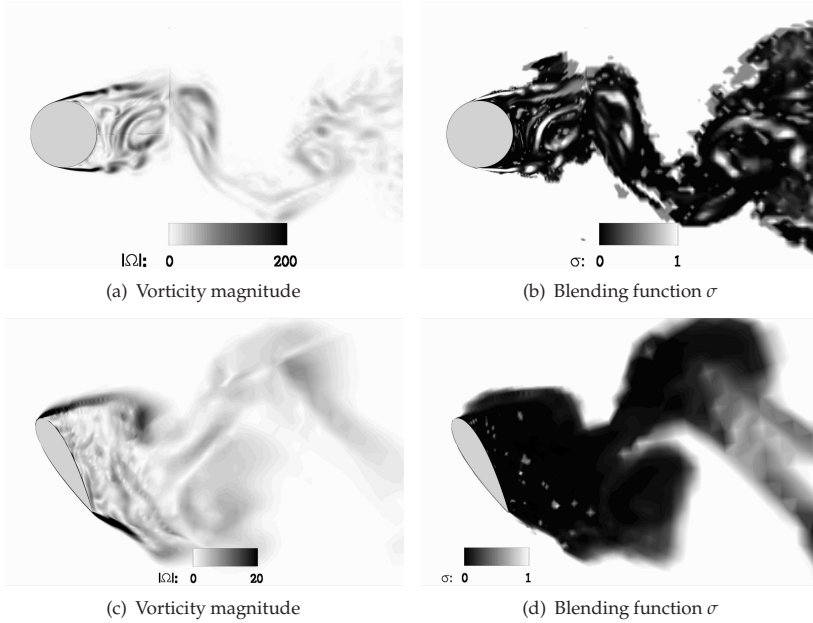 |Ω|: 0 200
σ: 0 1
(a) Vorticity magnitude
(b) Blending function σ
|Ω|: 0 20
σ: 0 1
(c) Vorticity magnitude
(d) Blending function σ